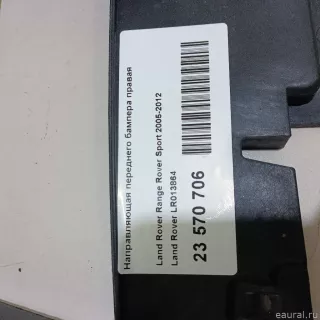 Направляющая переднего бампера правая
Land Rover Range Rover Sport 2005-2012
Land Rover LR013864
23 570 706
eaural.ru